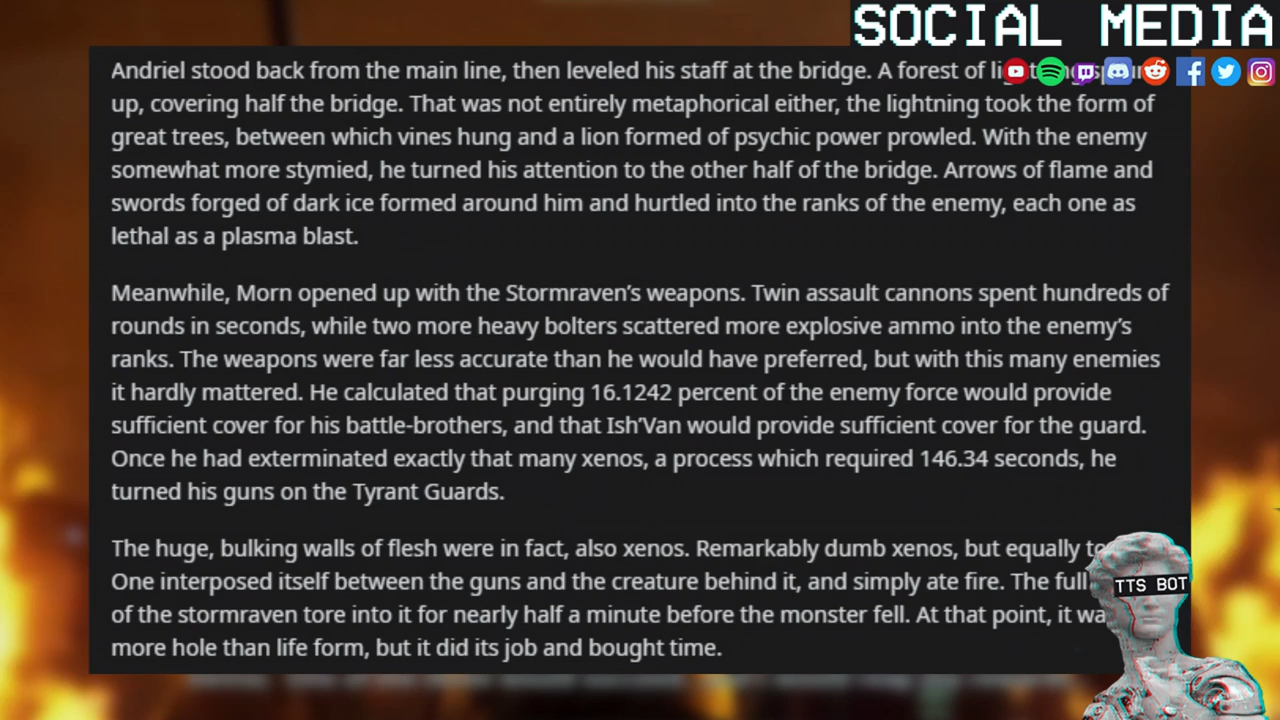 SOCIAL MEDIA
Andriel stood back from the main line, then leveled his staff at the bridge. A forest of
up, covering half the bridge. That was not entirely metaphorical either, the lightning took the form of
great trees, between which vines hung and a lion formed of psychic power prowled. With the enemy
somewhat more stymied, he turned his attention to the other half of the bridge. Arrows of flame and
swords forged of dark ice formed around him and hurtled into the ranks of the enemy, each one as
lethal as a plasma blast.
Meanwhile, Morn opened up with the Stormraven’s weapons. Twin assault cannons spent hundreds of
rounds in seconds, while two more heavy bolters scattered more explosive ammo into the enemy’s
ranks. The weapons were far less accurate than he would have preferred, but with this many enemies
it hardly mattered. He calculated that purging 16.1242 percent of the enemy force would provide
sufficient cover for his battle-brothers, and that Ish’Van would provide sufficient cover for the guard.
Once he had exterminated exactly that many xenos, a process which required 146.34 seconds, he
turned his guns on the Tyrant Guards.
The huge, bulking walls of flesh were in fact, also xenos. Remarkably dumb xenos, but equally
One interposed itself between the guns and the creature behind it, and simply ate fire. The full
of the stormraven tore into it for nearly half a minute before the monster fell. At that point, it
more hole than life form, but it did its job and bought time.
TTS BOT